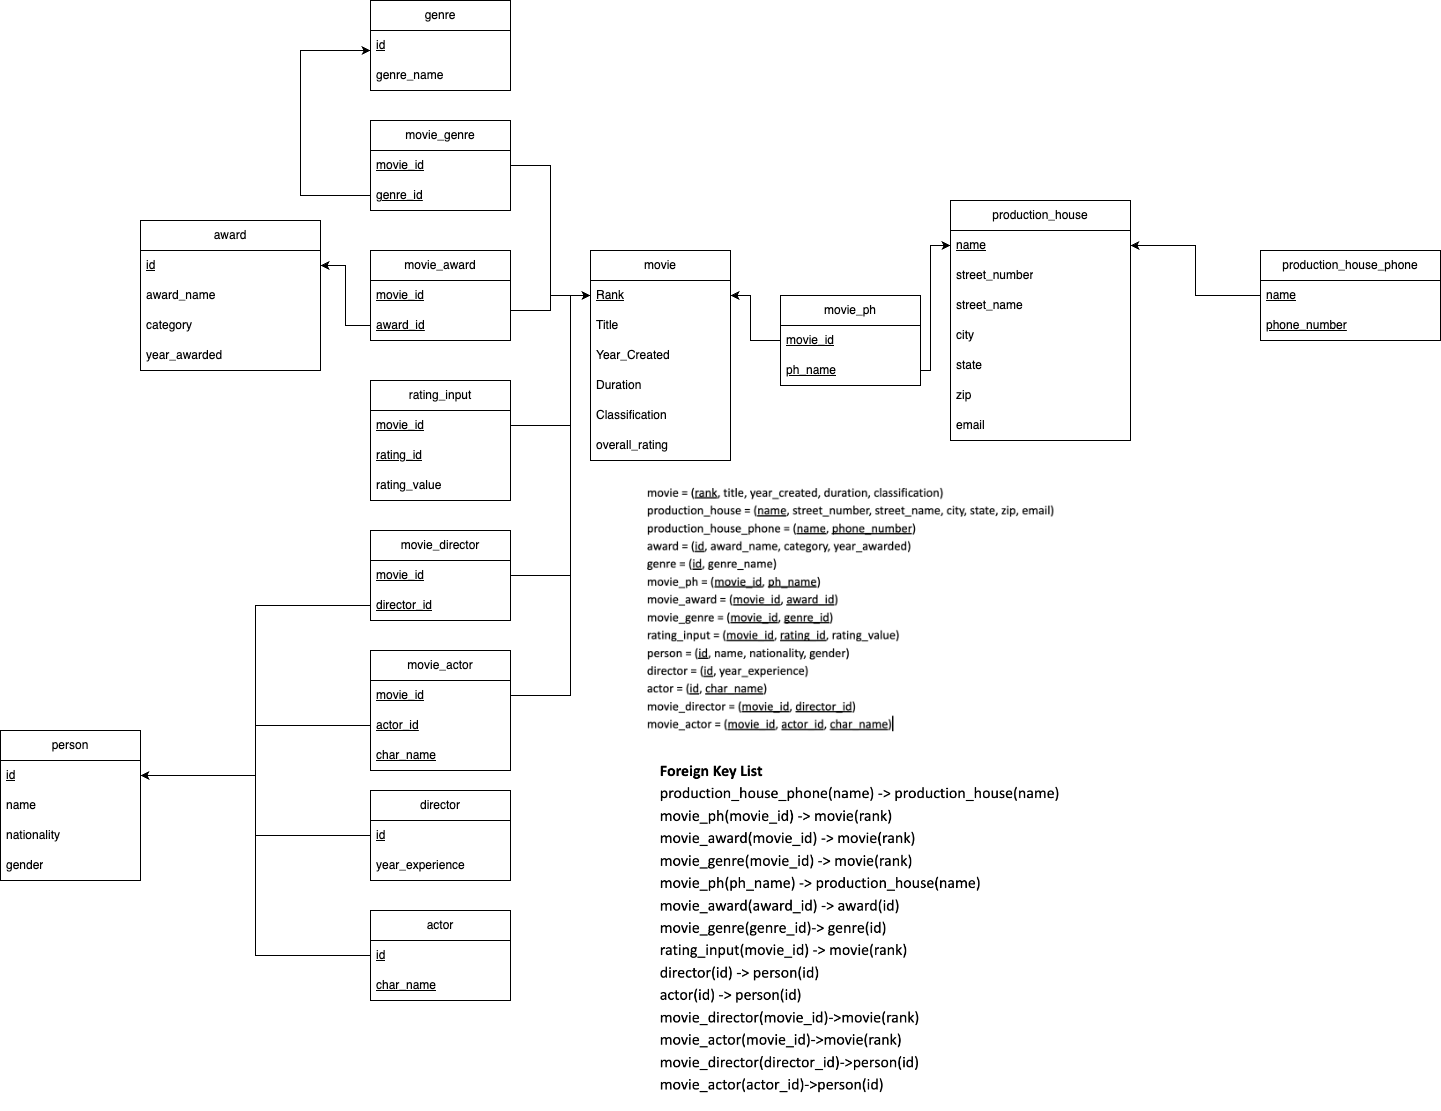 genre
id
genre_name
movie_genre
movie_id
genre_id
award
id
award_name
category
year_awarded
movie_award
movie_id
award_id
rating_input
movie_id
rating_id
rating_value
movie_director
movie_id
director_id
movie_actor
movie_id
actor_id
char_name
person
id
name
nationality
gender
director
id
year_experience
actor
id
char_name
movie
Rank
Title
Year_Created
Duration
Classification
overall_rating
movie_ph
movie_id
ph_name
production_house
name
street_number
street_name
city
state
zip
email
production_house_phone
name
phone_number
movie = (rank, title, year_created, duration, classification)
production_house = (name, street_number, street_name, city, state, zip, email)
production_house_phone = (name, phone_number)
award = (id, award_name, category, year_awarded)
genre = (id, genre_name)
movie_ph = (movie_id, ph_name)
movie_award = (movie_id, award_id)
movie_genre = (movie_id, genre_id)
rating_input = (movie_id, rating_id, rating_value)
person = (id, name, nationality, gender)
director = (id, year_experience)
actor = (id, char_name)
movie_director = (movie_id, director_id)
movie_actor = (movie_id, actor_id, char_name)
Foreign Key List
production_house_phone(name) -> production_house(name)
movie_ph(movie_id) -> movie(rank)
movie_award(movie_id) -> movie(rank)
movie_genre(movie_id) -> movie(rank)
movie_ph(ph_name) -> production_house(name)
movie_award(award_id) -> award(id)
movie_genre(genre_id)-> genre(id)
rating_input(movie_id) -> movie(rank)
director(id) -> person(id)
actor(id) -> person(id)
movie_director(movie_id)->movie(rank)
movie_actor(movie_id)->movie(rank)
movie_director(director_id)->person(id)
movie_actor(actor_id)->person(id)